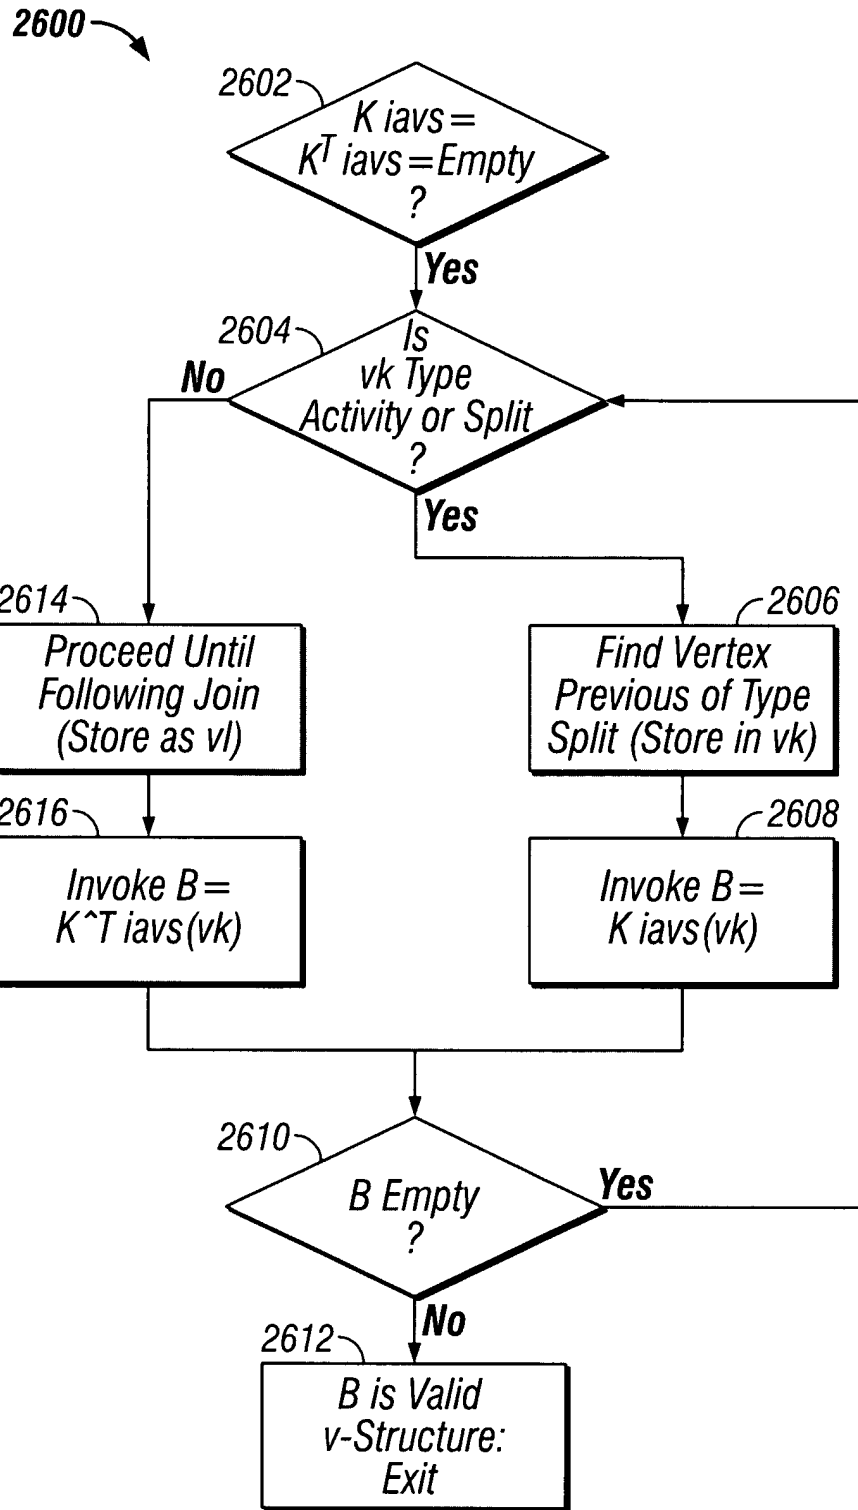 2600
2602
K iavs =
K^T iavs = Empty
?
Yes
2604
Is
vk Type
Activity or Split
?
No
Yes
2614
Proceed Until
Following Join
(Store as vl)
2606
Find Vertex
Previous of Type
Split (Store in vk)
2616
Invoke B =
K^T iavs(vk)
2608
Invoke B =
K iavs(vk)
2610
B Empty
?
Yes
No
2612
B is Valid
v-Structure:
Exit